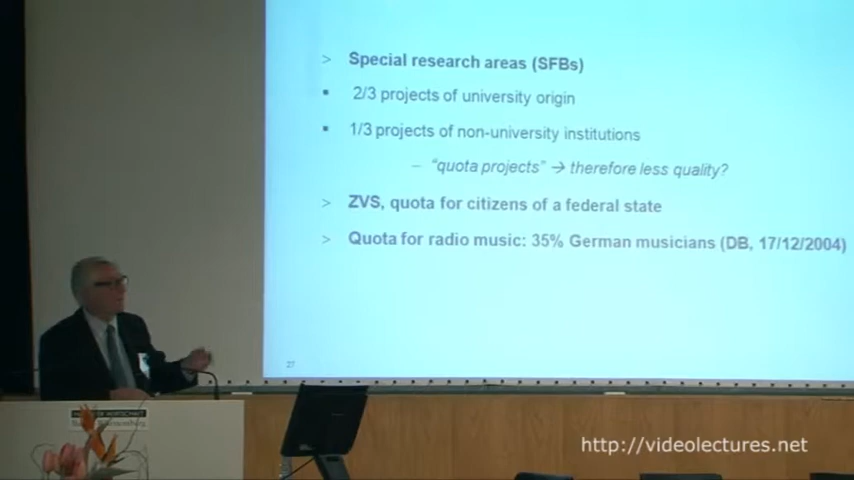 > Special research areas (SFBs)
▪ 2/3 projects of university origin
▪ 1/3 projects of non-university institutions
– "quota projects" → therefore less quality?
> ZVS, quota for citizens of a federal state
> Quota for radio music: 35% German musicians (DB, 17/12/2004)
27
http://videolectures.net